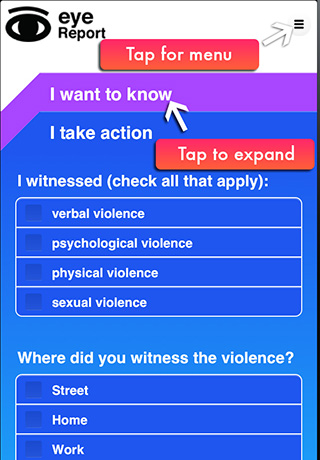 eye
Report
Tap for menu
I want to know
I take action
Tap to expand
I witnessed (check all that apply):
verbal violence
psychological violence
physical violence
sexual violence
Where did you witness the violence?
Street
Home
Work